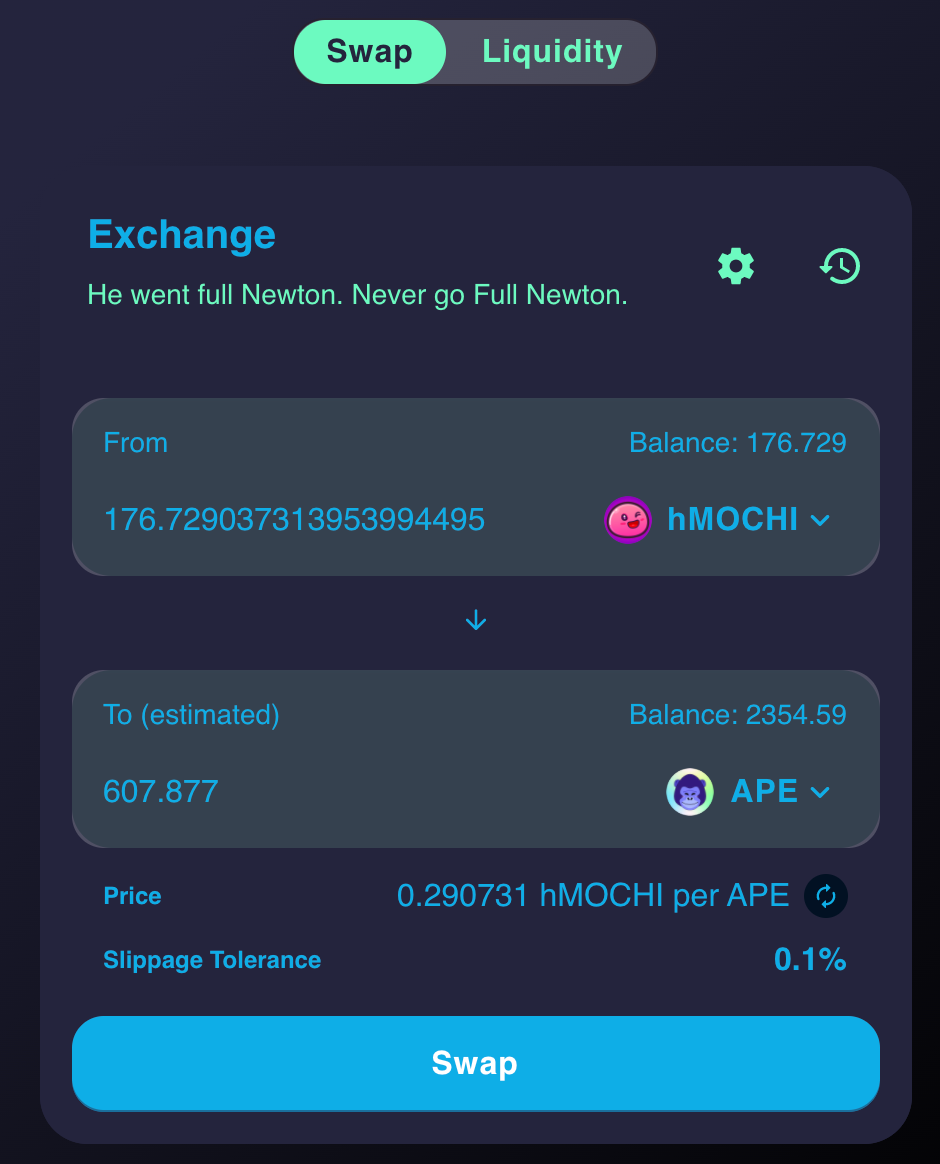 Swap Liquidity
Exchange
He went full Newton. Never go Full Newton.
From Balance: 176.729
176.729037313953994495 hMOCHI
To (estimated) Balance: 2354.59
607.877 APE
Price 0.290731 hMOCHI per APE
Slippage Tolerance 0.1%
Swap